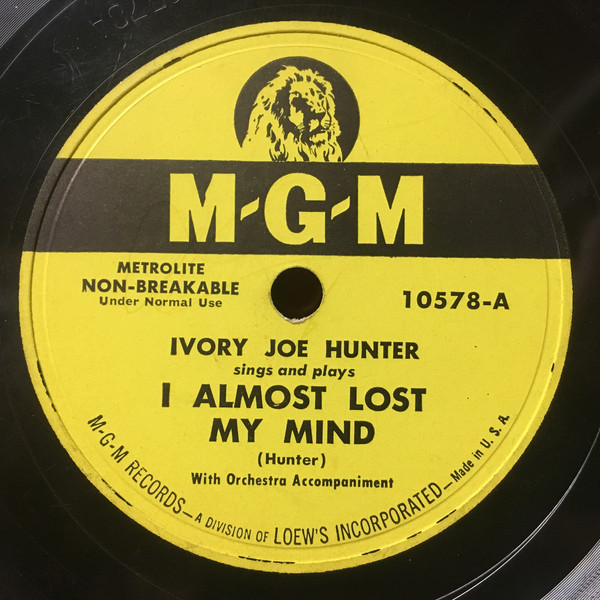 M-G-M
METROLITE
NON-BREAKABLE
Under Normal Use
10578-A
IVORY JOE HUNTER
sings and plays
I ALMOST LOST
MY MIND
(Hunter)
With Orchestra Accompaniment
M-G-M RECORDS—A DIVISION OF LOEW'S INCORPORATED—Made in U. S. A.